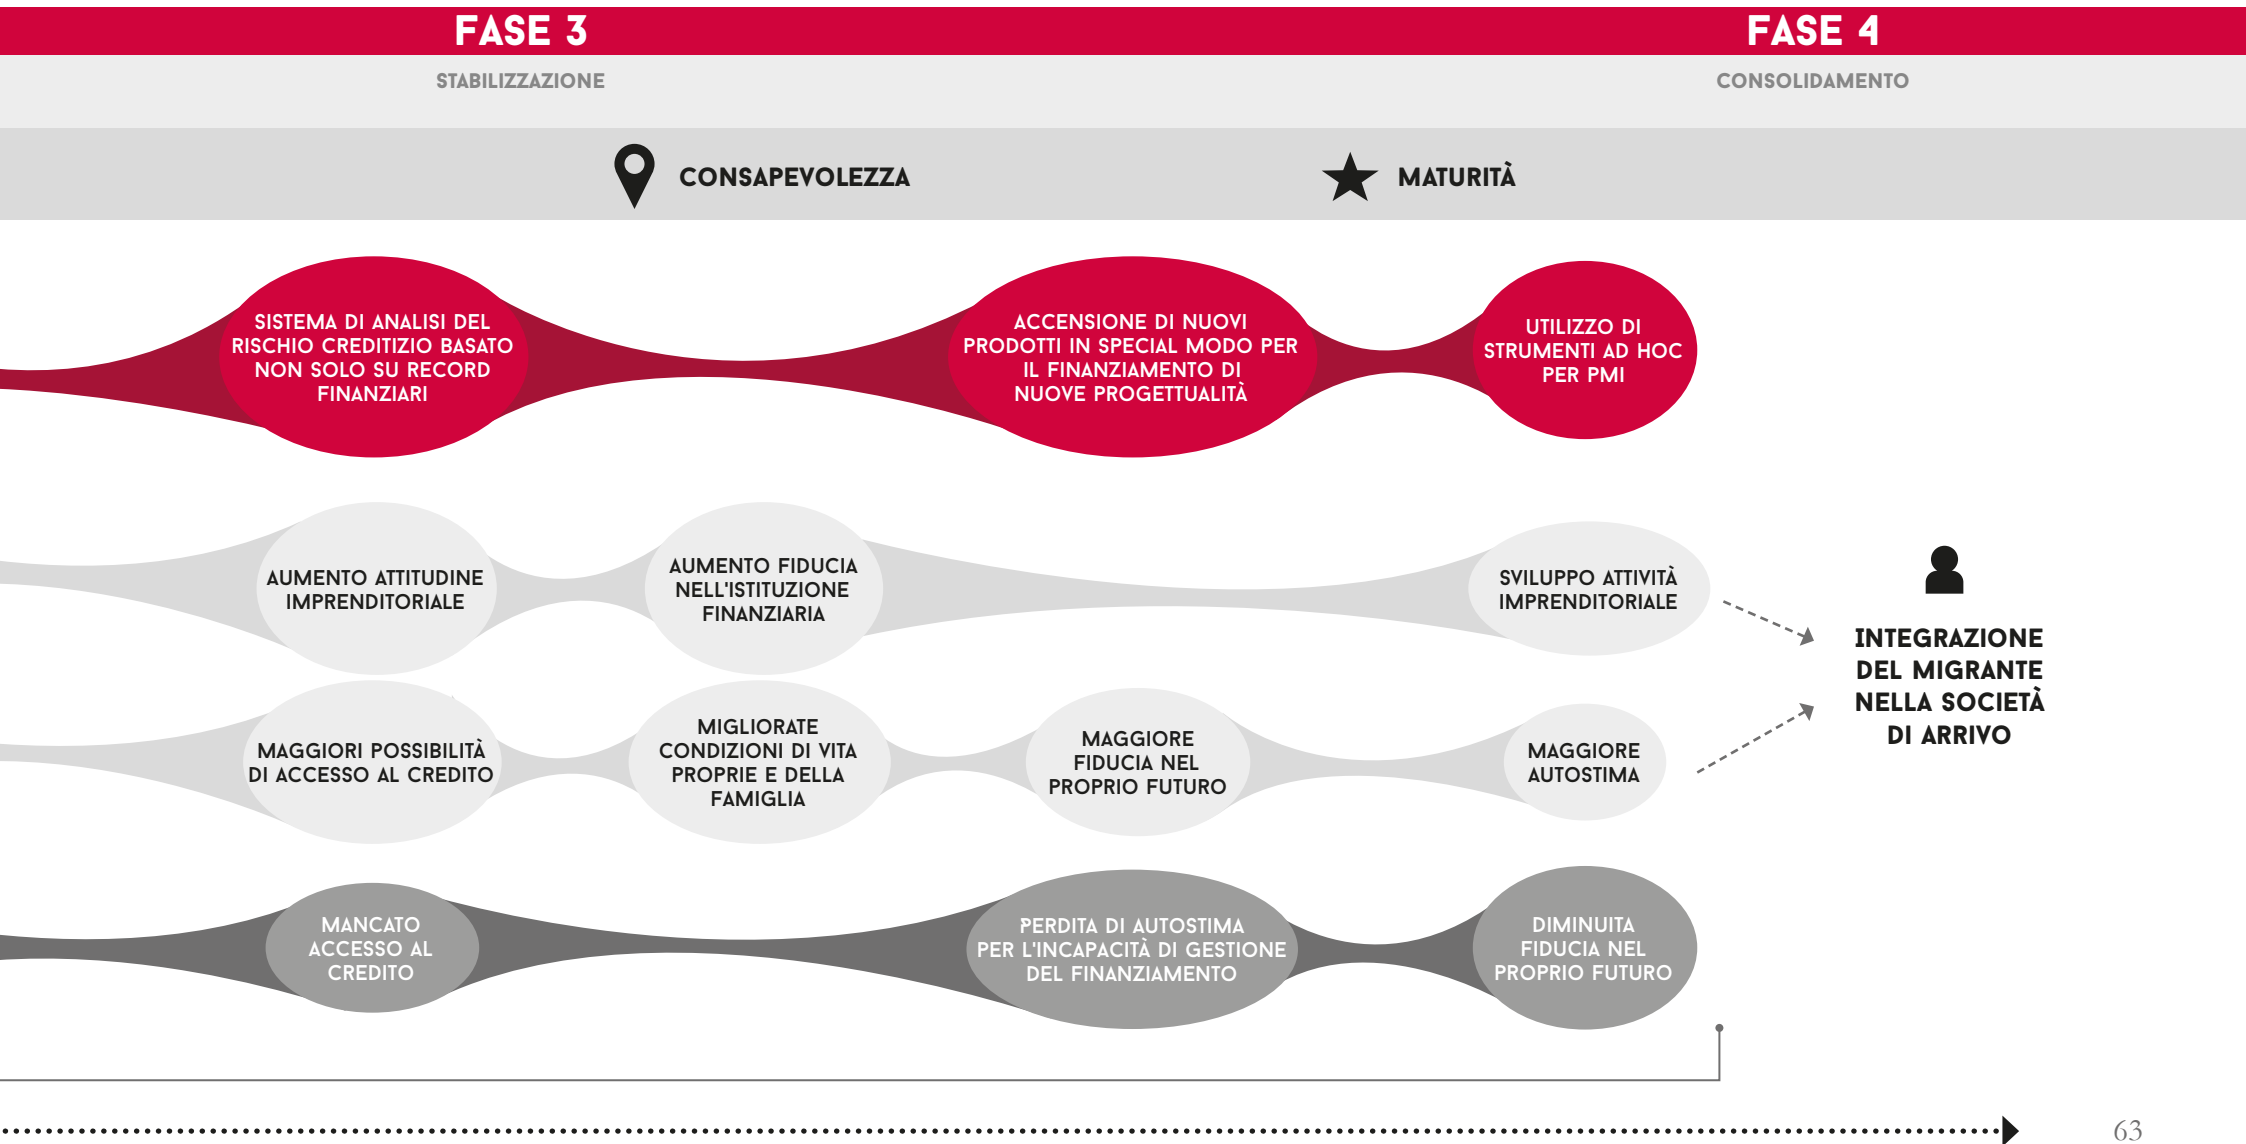 FASE 3
FASE 4
STABILIZZAZIONE
CONSOLIDAMENTO
CONSAPEVOLEZZA
MATURITÀ
SISTEMA DI ANALISI DEL
RISCHIO CREDITIZIO BASATO
NON SOLO SU RECORD
FINANZIARI
ACCENSIONE DI NUOVI
PRODOTTI IN SPECIAL MODO PER
IL FINANZIAMENTO DI
NUOVE PROGETTUALITÀ
UTILIZZO DI
STRUMENTI AD HOC
PER PMI
AUMENTO ATTITUDINE
IMPRENDITORIALE
AUMENTO FIDUCIA
NELL'ISTITUZIONE
FINANZIARIA
SVILUPPO ATTIVITÀ
IMPRENDITORIALE
MAGGIORI POSSIBILITÀ
DI ACCESSO AL CREDITO
MIGLIORATE
CONDIZIONI DI VITA
PROPRIE E DELLA
FAMIGLIA
MAGGIORE
FIDUCIA NEL
PROPRIO FUTURO
MAGGIORE
AUTOSTIMA
INTEGRAZIONE
DEL MIGRANTE
NELLA SOCIETÀ
DI ARRIVO
MANCATO
ACCESSO AL
CREDITO
PERDITA DI AUTOSTIMA
PER L'INCAPACITÀ DI GESTIONE
DEL FINANZIAMENTO
DIMINUITA
FIDUCIA NEL
PROPRIO FUTURO
63